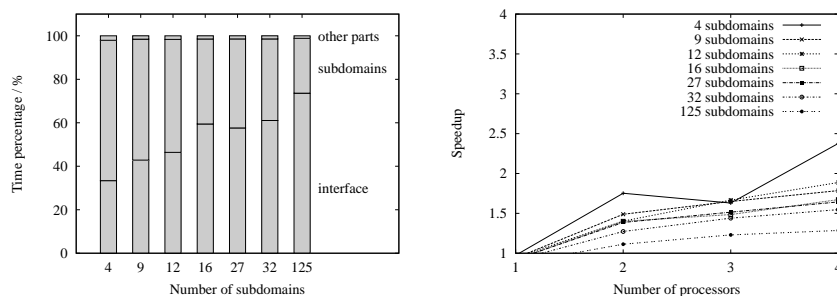 100
80
60
40
20
0
Time percentage / %
other parts
subdomains
interface
4 9 12 16 27 32 125
Number of subdomains
4
3.5
3
2.5
2
1.5
1
Speedup
4 subdomains
9 subdomains
12 subdomains
16 subdomains
27 subdomains
32 subdomains
125 subdomains
1 2 3 4
Number of processors